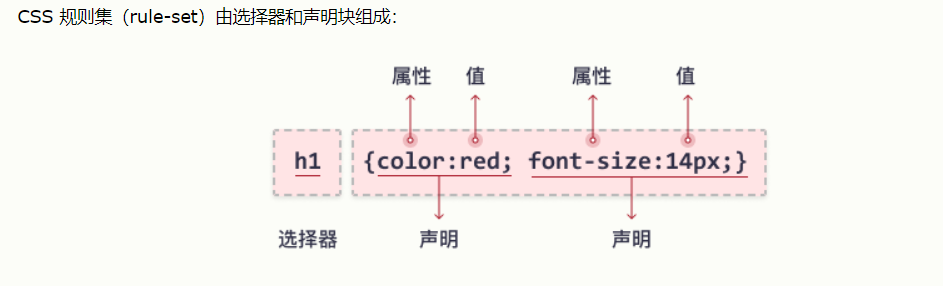 CSS 规则集（rule-set）由选择器和声明块组成：
属性 值 属性 值
h1 {color:red; font-size:14px;}
选择器 声明 声明